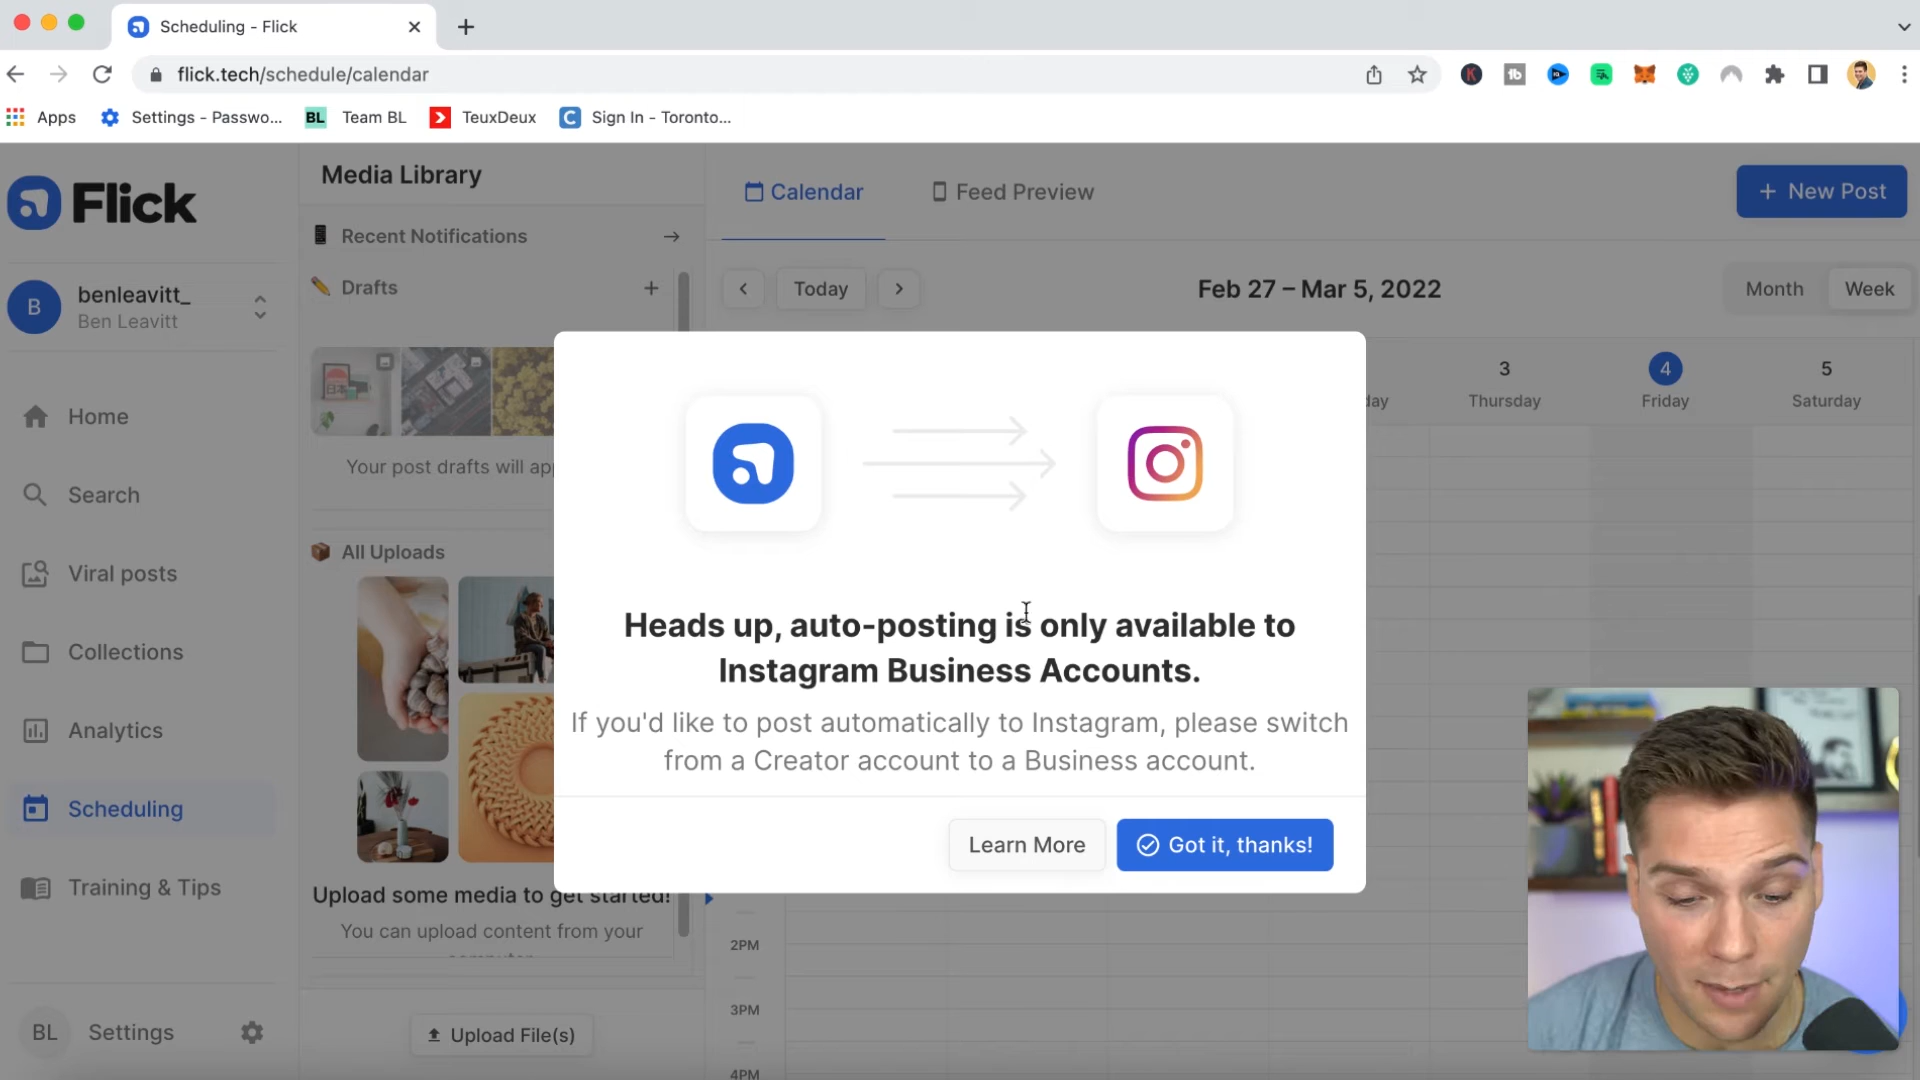 Scheduling - Flick
flick.tech/schedule/calendar
Apps
Settings - Passwo...
BL Team BL
TeuxDeux
C Sign In - Toronto...
Flick
B benleavitt_
Ben Leavitt
Home
Search
Viral posts
Collections
Analytics
Scheduling
Training & Tips
BL Settings
Media Library
Recent Notifications
Drafts
Your post drafts will app
All Uploads
Upload some media to get started!
You can upload content from your
Upload File(s)
Calendar
Feed Preview
+ New Post
Today
Feb 27 – Mar 5, 2022
Month
Week
day
3
Thursday
4
Friday
5
Saturday
Heads up, auto-posting is only available to
Instagram Business Accounts.
If you'd like to post automatically to Instagram, please switch
from a Creator account to a Business account.
Learn More
Got it, thanks!
2PM
3PM
4PM